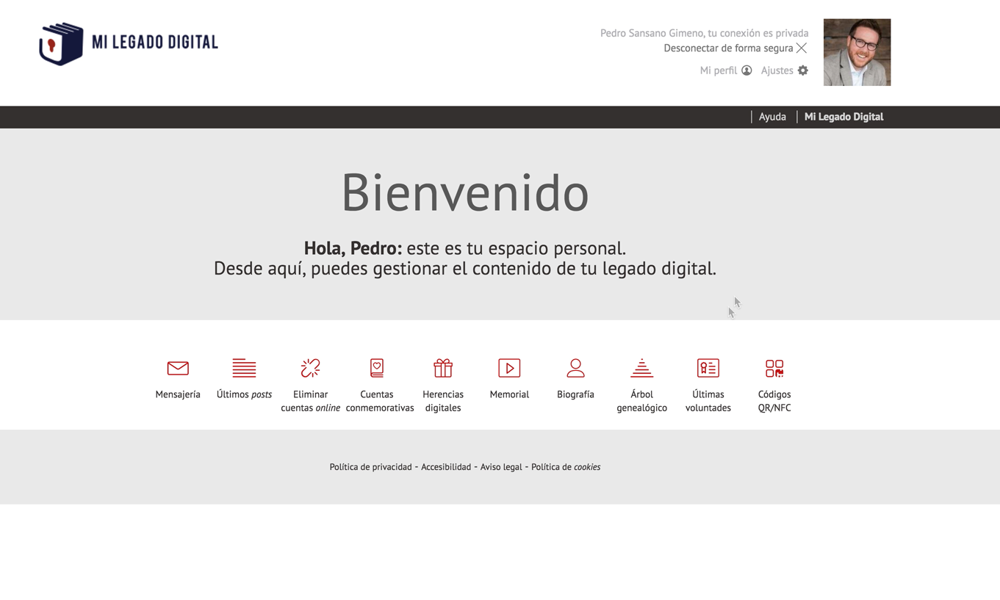 MI LEGADO DIGITAL
Pedro Sansano Gimeno, tu conexión es privada
Desconectar de forma segura
Mi perfil Ajustes
Ayuda Mi Legado Digital
Bienvenido
Hola, Pedro: este es tu espacio personal.
Desde aquí, puedes gestionar el contenido de tu legado digital.
Mensajería
Últimos posts
Eliminar
cuentas online
Cuentas
conmemorativas
Herencias
digitales
Memorial
Biografía
Árbol
genealógico
Últimas
voluntades
Códigos
QR/NFC
Política de privacidad - Accesibilidad - Aviso legal - Política de cookies